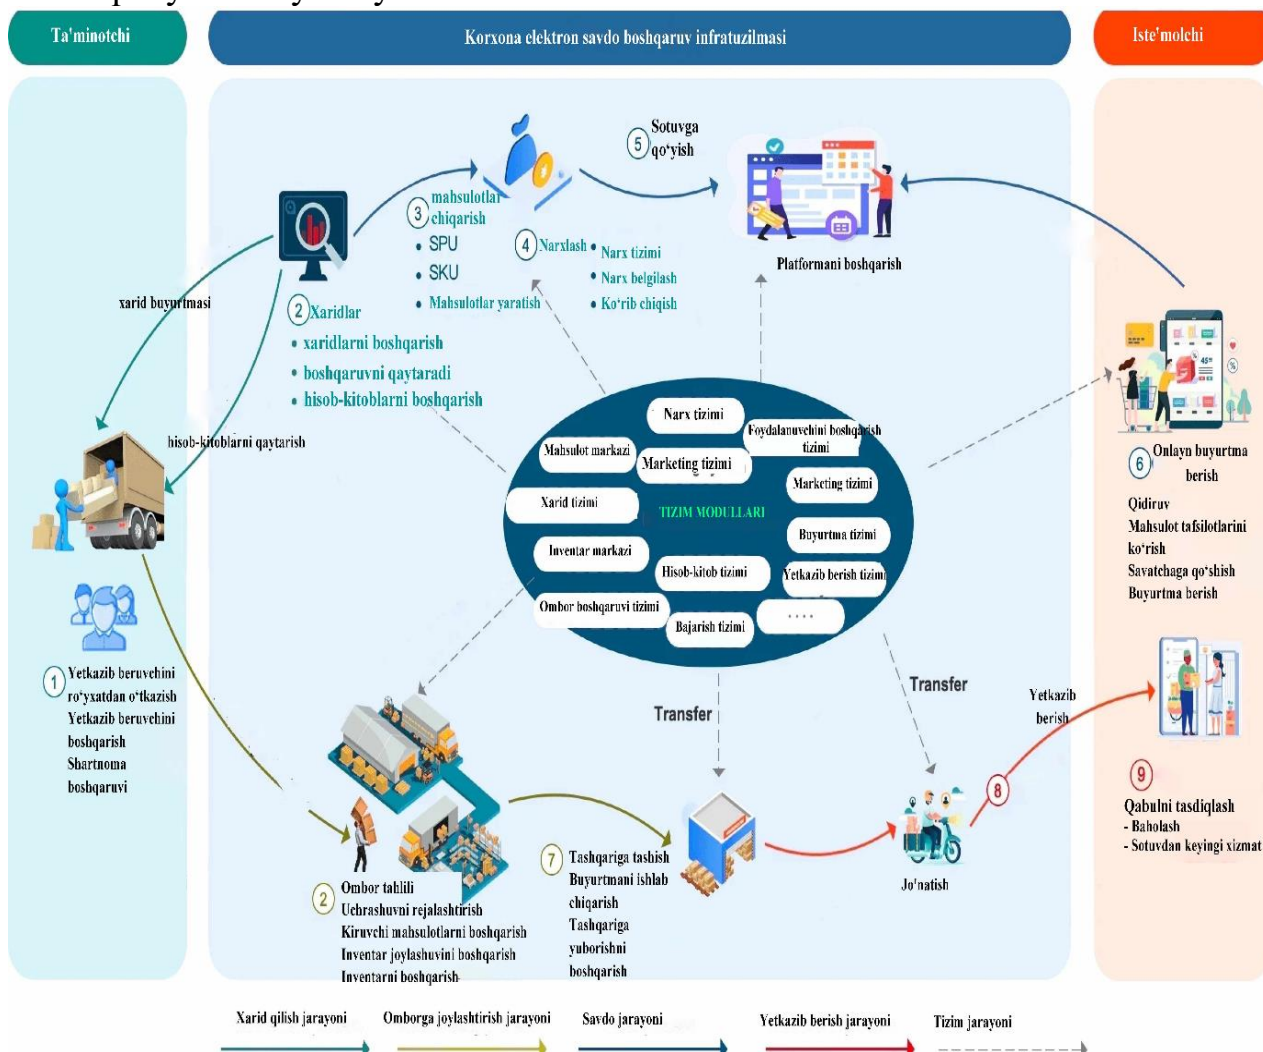 Ta'minotchi
Korxona elektron savdo boshqaruv infratuzilmasi
Iste'molchi
5
Sotuvga
qo'yish
3
mahsulotlar
chiqarish
• SPU
• SKU
• Mahsulotlar yaratish
4
Narxlash
• Narx tizimi
• Narx belgilash
• Ko'rib chiqish
Platformani boshqarish
xarid buyurtmasi
2
Xaridlar
• xaridlarni boshqarish
• boshqaruvni qaytaradi
• hisob-kitoblarni boshqarish
hisob-kitoblarni qaytarish
Narx tizimi
Foydalanuvchini boshqarish
tizimi
Mahsulot markazi
Marketing tizimi
Marketing tizimi
Xarid tizimi
TIZIM MODULLARI
Buyurtma tizimi
Inventar markazi
Hisob-kitob tizimi
Yetkazib berish tizimi
Ombor boshqaruvi tizimi
Bajarish tizimi
. . . .
45
6
Onlayn buyurtma
berish
Qidiruv
Mahsulot tafsilotlarini
ko'rish
Savatchaga qo'shish
Buyurtma berish
1
Yetkazib beruvchini
ro'yxatdan o'tkazish
Yetkazib beruvchini
boshqarish
Shartnoma
boshqaruvi
Transfer
Transfer
Yetkazib
berish
8
9
Qabulni tasdiqlash
- Baholash
- Sotuvdan keyingi xizmat
2
Ombor tahlili
Uchrashuvni rejalashtirish
Kiruvchi mahsulotlarni boshqarish
Inventar joylashuvini boshqarish
Inventarni boshqarish
7
Tashqariga tashish
Buyurtmani ishlab
chiqarish
Tashqariga
yuborishni
boshqarish
Jo'natish
Xarid qilish jarayoni
Omborga joylashtirish jarayoni
Savdo jarayoni
Yetkazib berish jarayoni
Tizim jarayoni